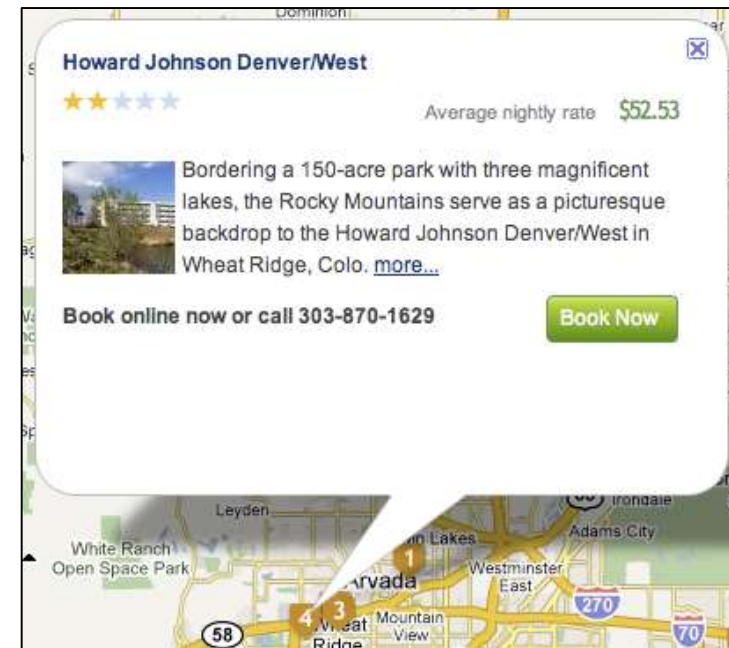 Dominion
Howard Johnson Denver/West
Average nightly rate $52.53
Bordering a 150-acre park with three magnificent
lakes, the Rocky Mountains serve as a picturesque
backdrop to the Howard Johnson Denver/West in
Wheat Ridge, Colo. more...
Book online now or call 303-870-1629
Book Now
Leyden
Irondale
Adams City
White Ranch
Open Space Park
Lakes
1
Arvada
Westminster
East
4
3
270
Wheat
Ridge
Mountain
View
58
70